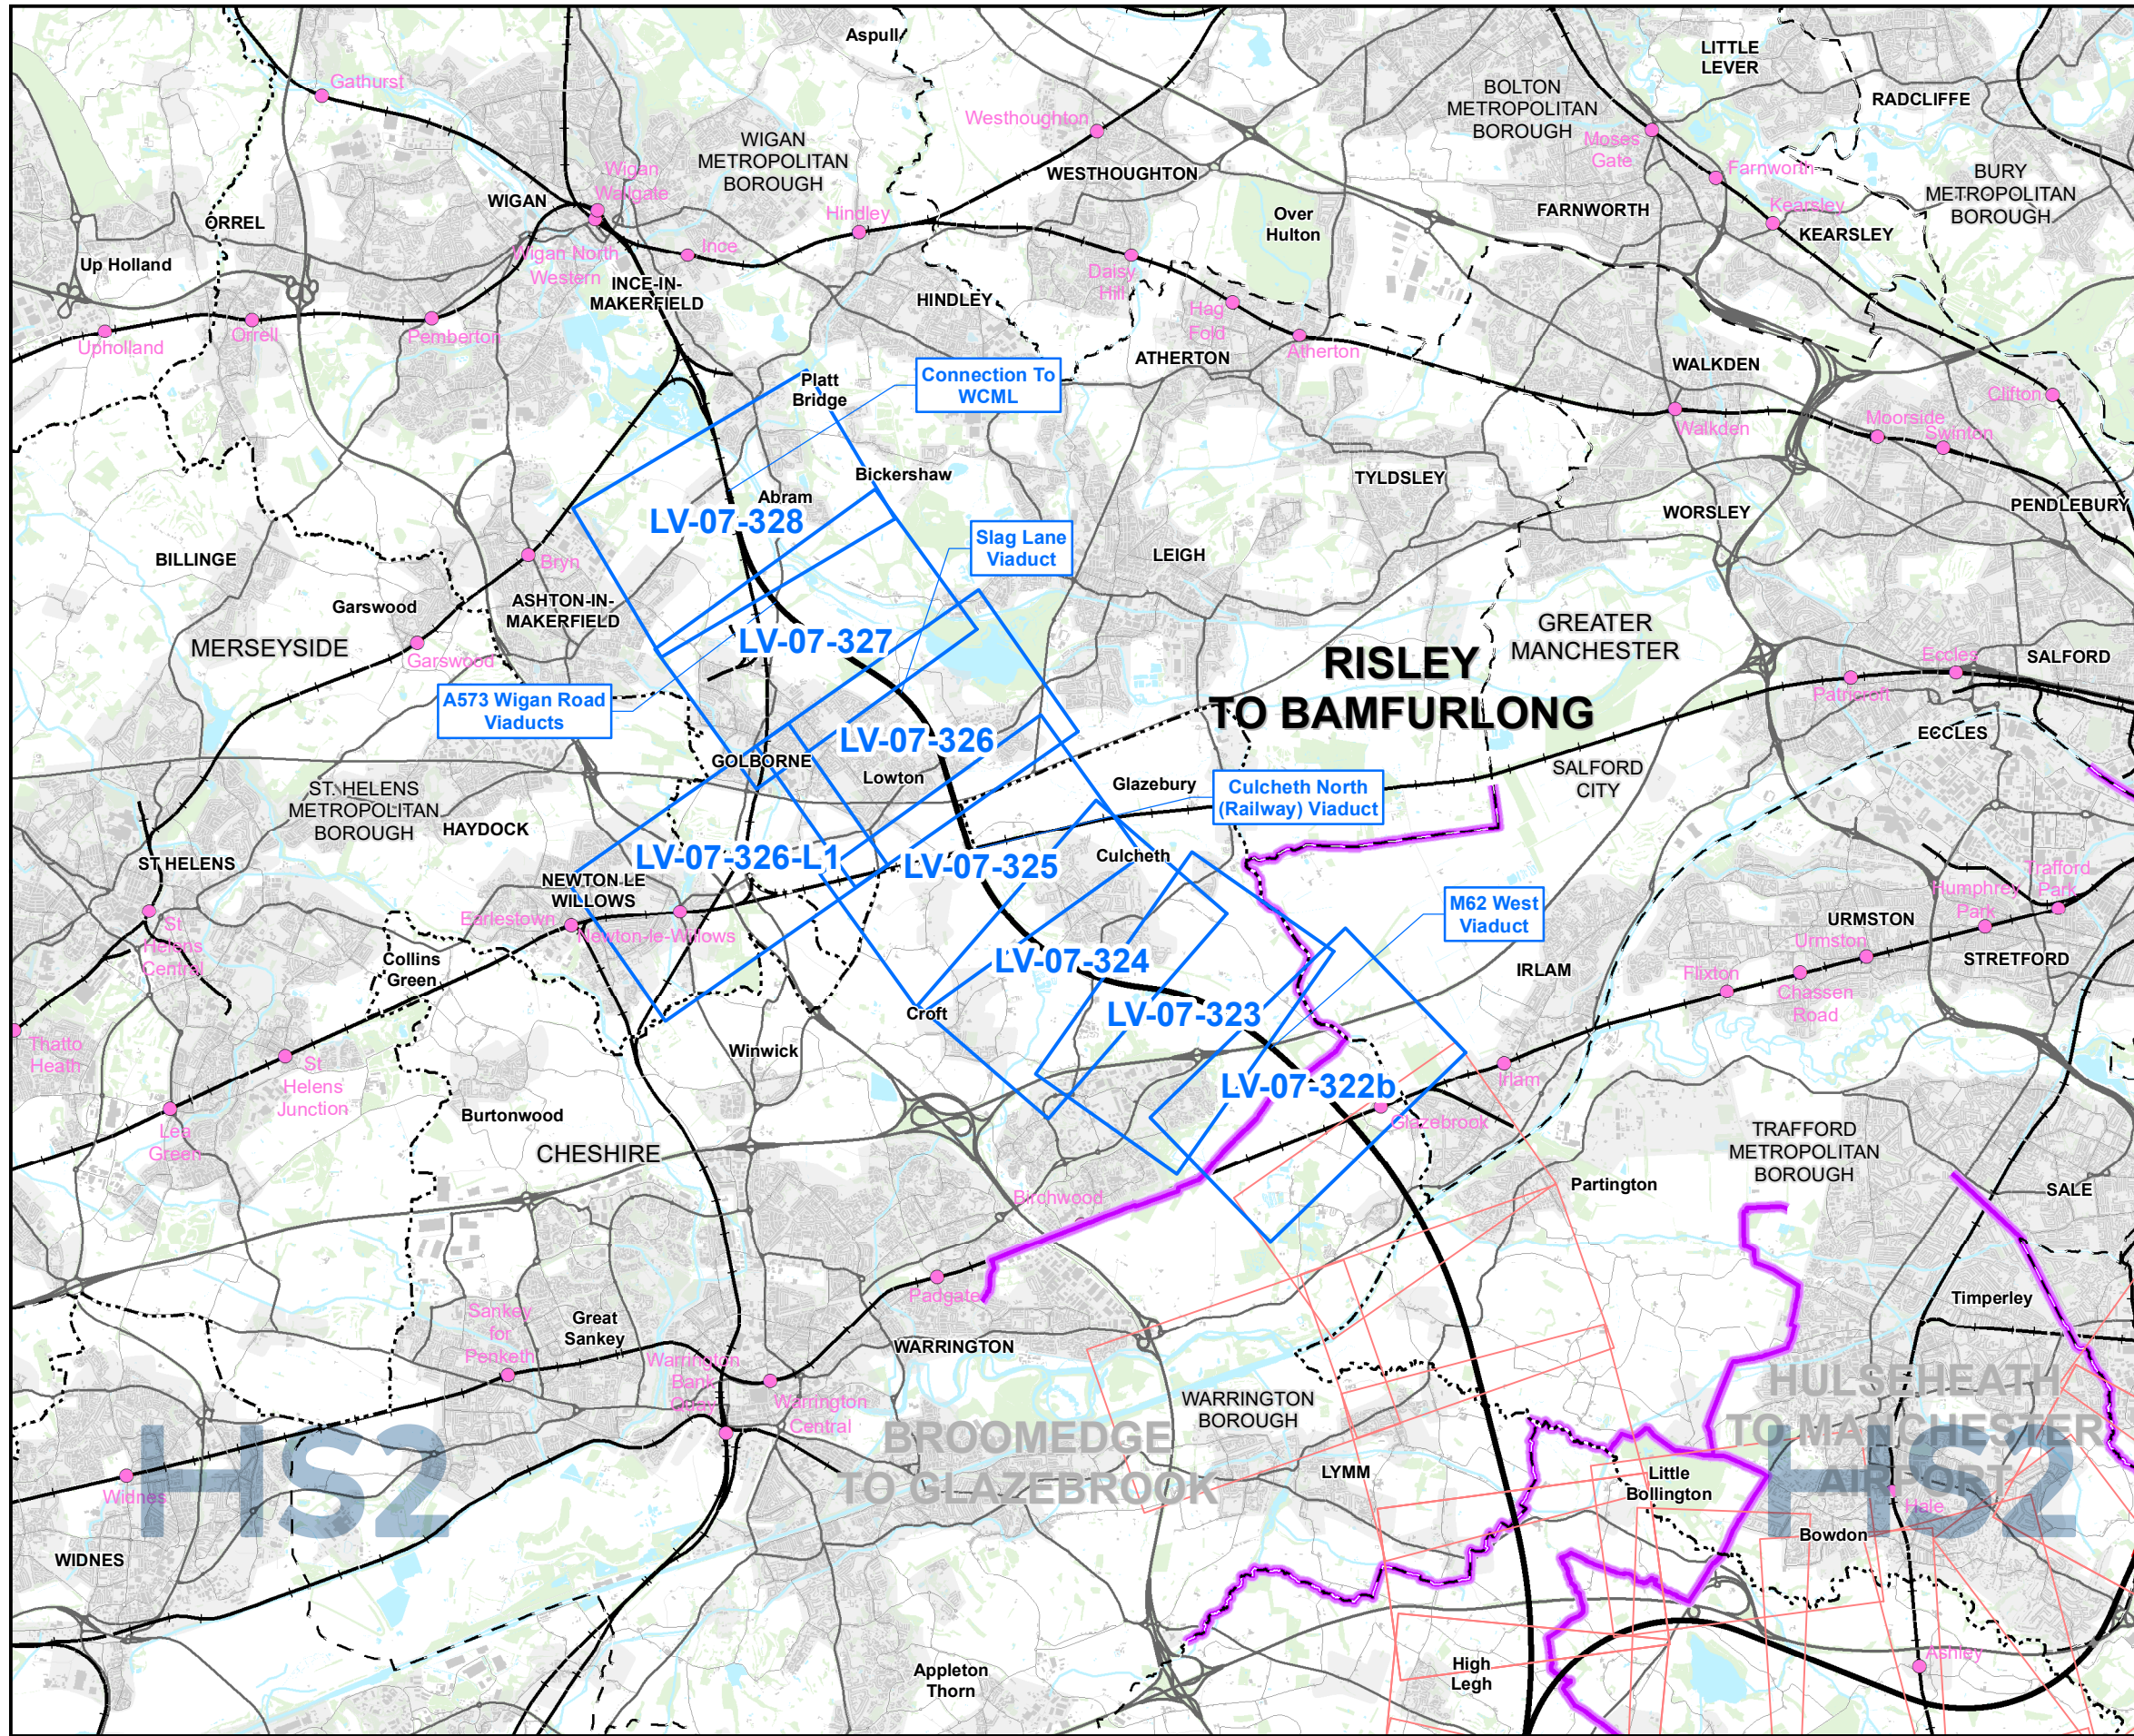 Aspull
LITTLE
LEVER
Gathurst
BOLTON
METROPOLITAN
BOROUGH
RADCLIFFE
Westhoughton
WIGAN
METROPOLITAN
BOROUGH
Moses
Gate
Farnworth
BURY
METROPOLITAN
BOROUGH
Wigan
Wallgate
WESTHOUGHTON
WIGAN
Hindley
Over
Hulton
FARNWORTH
Kearsley
KEARSLEY
ORREL
Up Holland
Wigan North
Western
Ince
INCE-IN-
MAKERFIELD
HINDLEY
Daisy
Hill
Hag
Fold
Upholland
Orrell
Pemberton
ATHERTON
Atherton
WALKDEN
Platt
Bridge
Connection To
WCML
Clifton
Walkden
Moorside
Swinton
Bickershaw
Abram
TYLDSLEY
WORSLEY
PENDLEBURY
LV-07-328
BILLINGE
Bryn
Slag Lane
Viaduct
LEIGH
Garswood
ASHTON-IN-
MAKERFIELD
MERSEYSIDE
Garswood
LV-07-327
GREATER
MANCHESTER
RISLEY
TO BAMFURLONG
Eccles
SALFORD
Patricroft
A573 Wigan Road
Viaducts
LV-07-326
ECCLES
GOLBORNE
Lowton
Glazebury
SALFORD
CITY
ST. HELENS
METROPOLITAN
BOROUGH
HAYDOCK
Culcheth North
(Railway) Viaduct
ST HELENS
LV-07-326-L1
LV-07-325
Culcheth
NEWTON LE
WILLOWS
Trafford
Park
Humphrey
Park
M62 West
Viaduct
Earlestown
Newton-le-Willows
URMSTON
Urmston
St
Helens
Central
Collins
Green
LV-07-324
IRLAM
STRETFORD
Flixton
Chassen
Road
Croft
LV-07-323
Thatto
Heath
St
Helens
Junction
Winwick
Irlam
LV-07-322b
Glazebrook
Burtonwood
Lea
Green
CHESHIRE
TRAFFORD
METROPOLITAN
BOROUGH
Partington
SALE
Birchwood
Padgate
Sankey
for
Penketh
Great
Sankey
Timperley
WARRINGTON
Warrington
Bank
Quay
Warrington
Central
WARRINGTON
BOROUGH
HULSEHEATH
TO MANCHESTER
AIRPORT
BROOMEDGE
TO GLAZEBROOK
HS2
HS2
LYMM
Little
Bollington
Widnes
Hale
Bowdon
WIDNES
Appleton
Thorn
High
Legh
Ashley